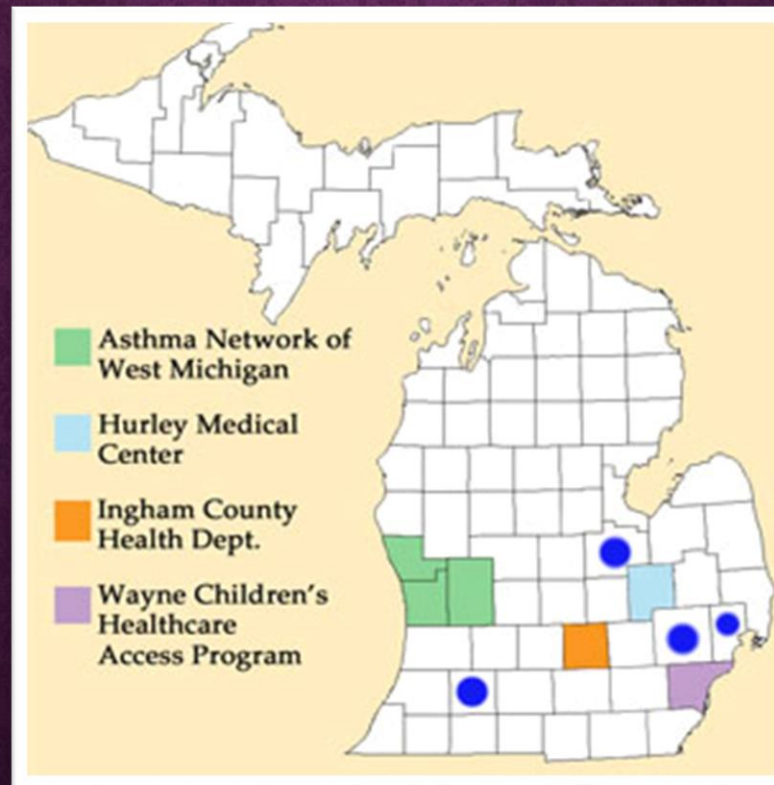 Asthma Network of
West Michigan
Hurley Medical
Center
Ingham County
Health Dept.
Wayne Children's
Healthcare
Access Program